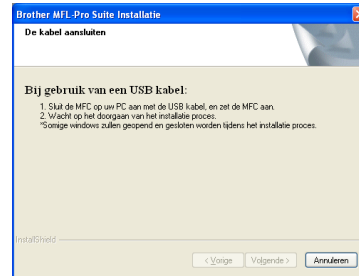 Brother MFL-Pro Suite Installatie
De kabel aansluiten
Bij gebruik van een USB kabel:
1. Sluit de MFC op uw PC aan met de USB kabel, en zet de MFC aan.
2. Wacht op het doorgaan van het installatie proces.
*Somige windows zullen geopend en gesloten worden tijdens het installatie proces.
InstallShield
< Vorige Volgende > Annuleren